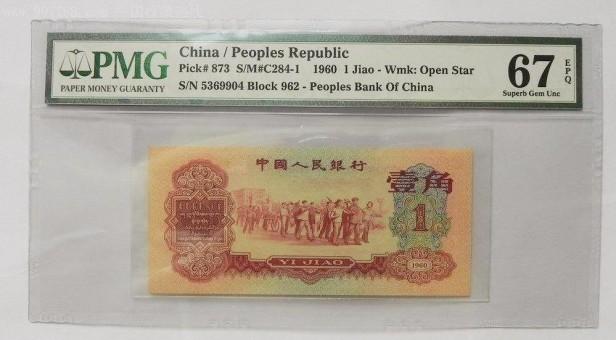 PMG
PAPER MONEY GUARANTY
China / Peoples Republic
Pick# 873 S/M#C284-1 1960 1 Jiao - Wmk: Open Star
S/N 5369904 Block 962 - Peoples Bank Of China
67
EPQ
Superb Gem Unc
中國人民銀行
壹角
1
YI JIAO
1960